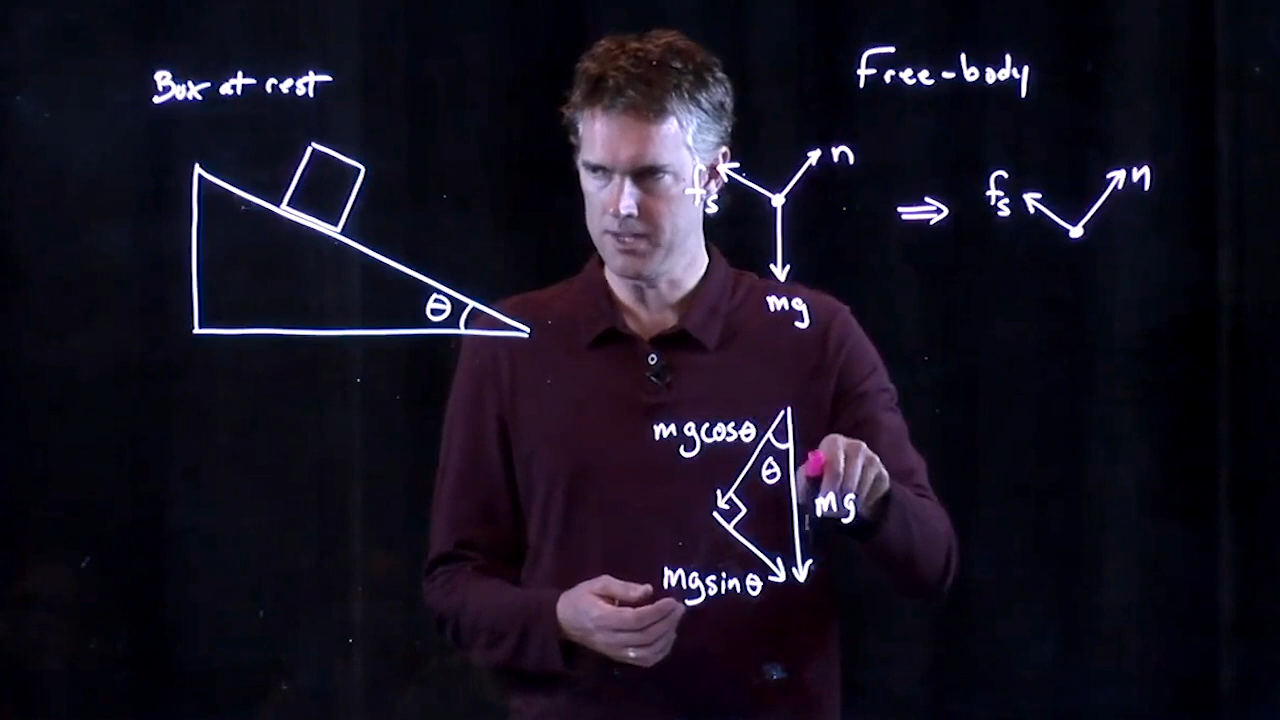 Box at rest
θ
Free-body
n
fs
mg
⇒
fs
n
mgcosθ
θ
mg
mgsinθ